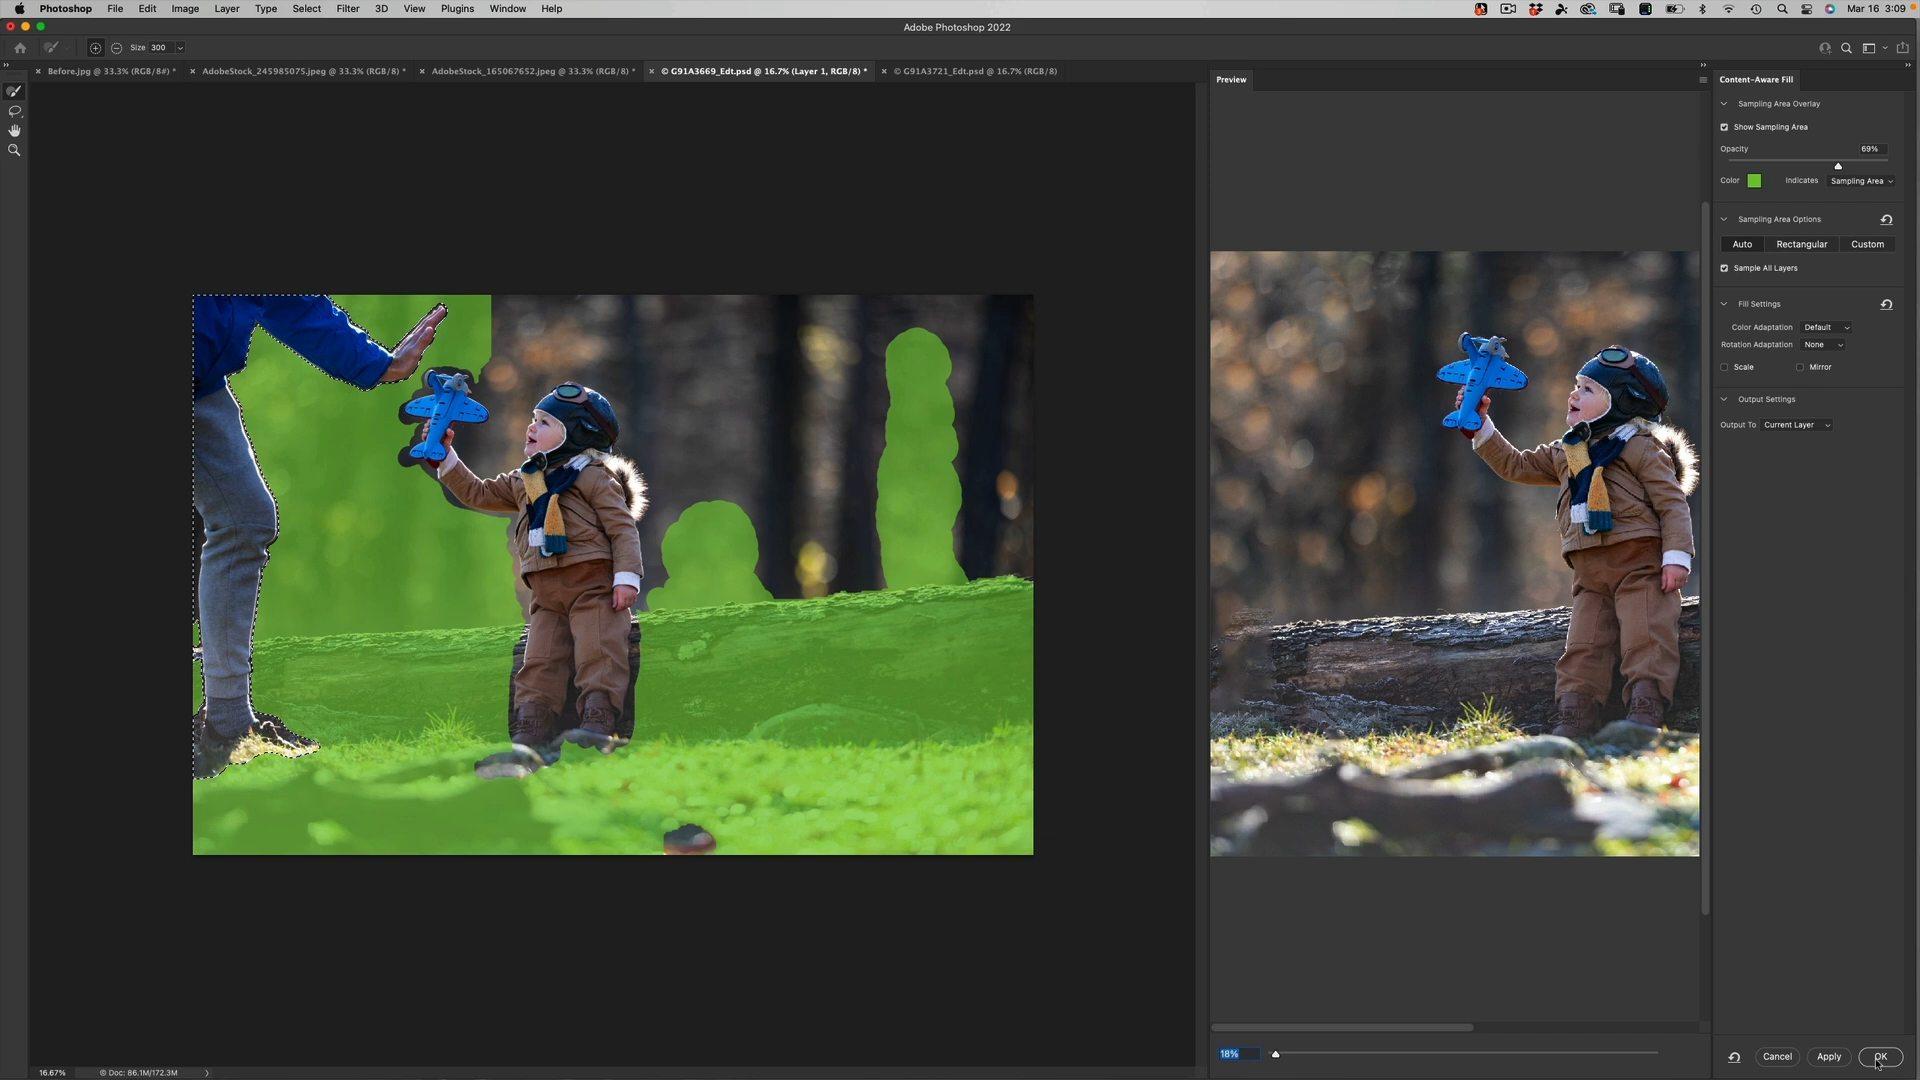 Photoshop File Edit Image Layer Type Select Filter 3D View Plugins Window Help Mar 16 3:09
Adobe Photoshop 2022
Size 300
Before.jpg @ 33.3% (RGB/8#) * AdobeStock_245985075.jpeg @ 33.3% (RGB/8) * AdobeStock_165067652.jpeg @ 33.3% (RGB/8) * © G91A3669_Edt.psd @ 16.7% (Layer 1, RGB/8) * © G91A3721_Edt.psd @ 16.7% (RGB/8)
Preview
Content-Aware Fill
Sampling Area Overlay
Show Sampling Area
Opacity 69%
Color Indicates Sampling Area
Sampling Area Options
Auto Rectangular Custom
Sample All Layers
Fill Settings
Color Adaptation Default
Rotation Adaptation None
Scale Mirror
Output Settings
Output To Current Layer
18%
Cancel Apply OK
16.67% © Doc: 86.1M/172.3M